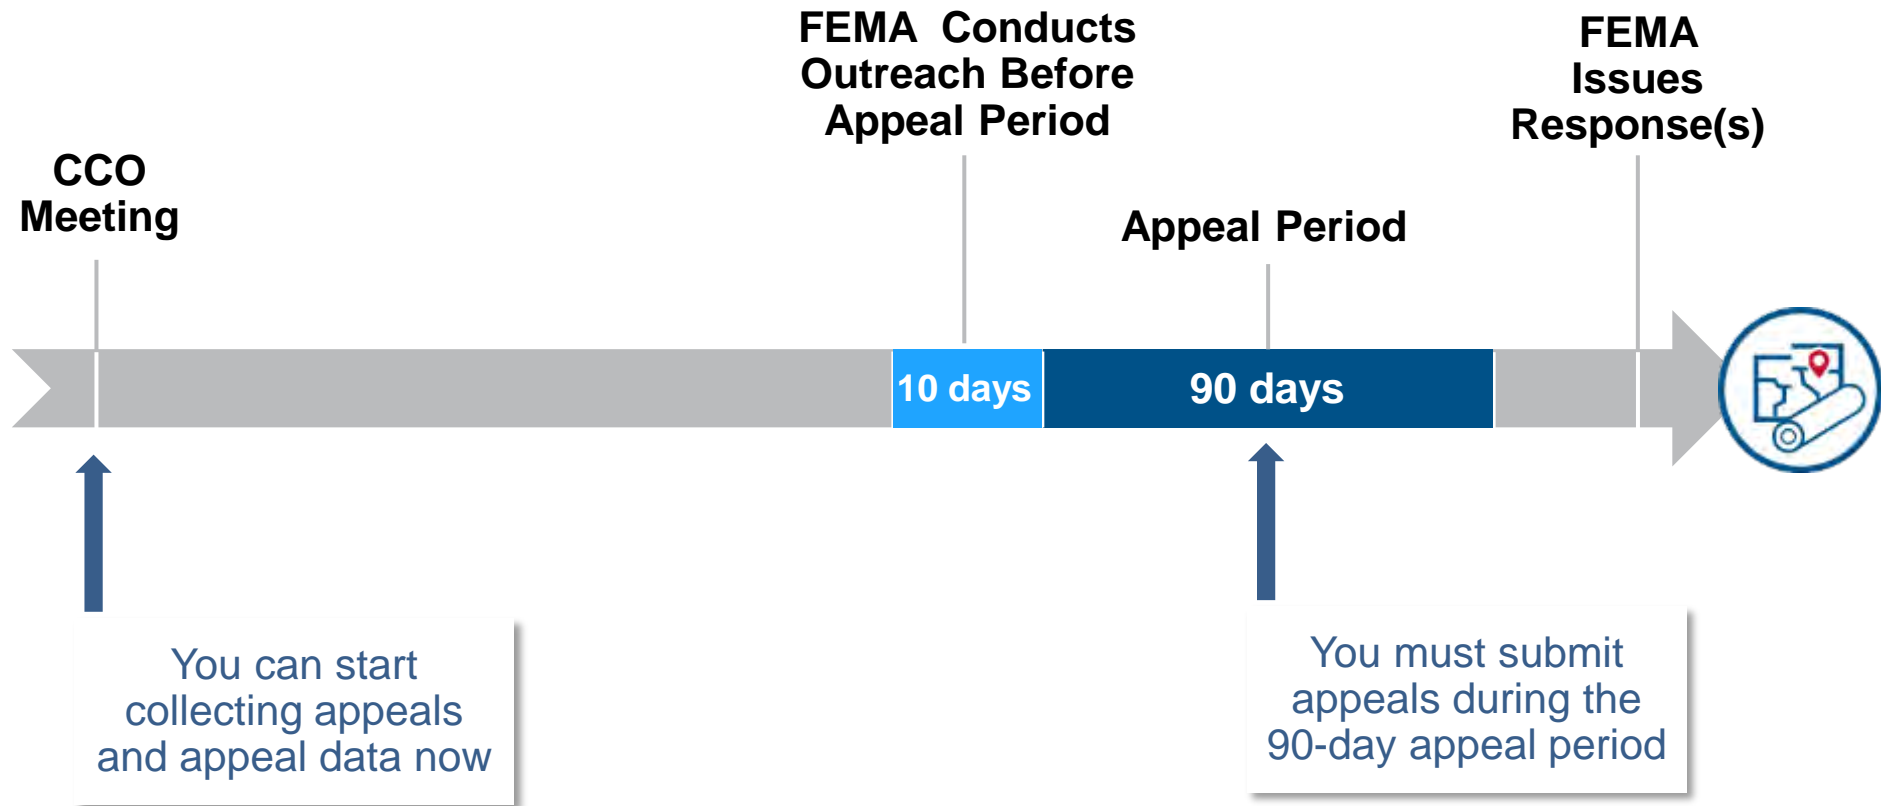 CCO
Meeting
FEMA  Conducts
Outreach Before
Appeal Period
Appeal Period
FEMA
Issues
Response(s)
10 days
90 days
You can start
collecting appeals
and appeal data now
You must submit
appeals during the
90-day appeal period